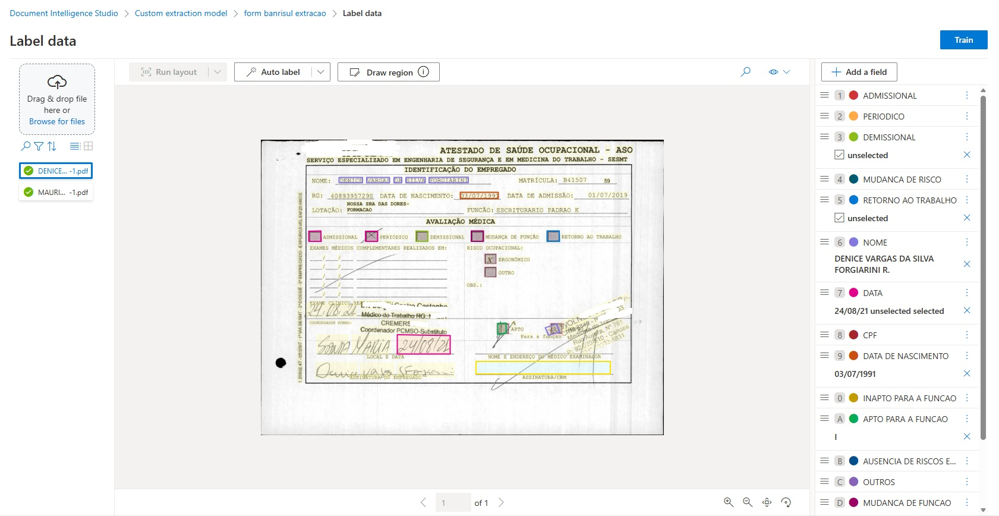 Document Intelligence Studio > Custom extraction model > form banrisul extracao > Label data
Label data
Train
Drag & drop file
here or
Browse for files
DENICE... -1.pdf
MAURI... -1.pdf
Run layout
Auto label
Draw region
ATESTADO DE SAÚDE OCUPACIONAL - ASO
SERVIÇO ESPECIALIZADO EM ENGENHARIA DE SEGURANÇA E EM MEDICINA DO TRABALHO - SESMT
IDENTIFICAÇÃO DO EMPREGADO
NOME: DENICE VARGAS DA SILVA FORGIARINI MATRÍCULA: B41507 59
RG: 4089395729S DATA DE NASCIMENTO: 03/07/1991 DATA DE ADMISSÃO: 01/07/2019
NOSSA SRA DAS DORES-
LOTAÇÃO: FORMACAO FUNCÃO: ESCRITURARIO PADRAO K
AVALIAÇÃO MÉDICA
ADMISSIONAL PERIÓDICO DEMISSIONAL MUDANÇA DE FUNÇÃO RETORNO AO TRABALHO
EXAMES MÉDICOS COMPLEMENTARES REALIZADOS EM: RISCO OCUPACIONAL:
X ERGONÔMICO
OUTRO
OBS.:
EXAME CLÍNICO
24/08/21
Castro Castanho
Médico do Trabalho RG:
COORDENADOR PCMSO:
CREMERS
Coordenador PCMSO-Substituto
APTO
Para a função
SANTA MARIA 24/08/21
LOCAL E DATA
NOME E ENDEREÇO DO MÉDICO EXAMINADOR
ASSINATURA DO EMPREGADO
ASSINATURA/CRM
1 of 1
Add a field
1 ADMISSIONAL
2 PERIODICO
3 DEMISSIONAL
unselected
4 MUDANCA DE RISCO
5 RETORNO AO TRABALHO
unselected
6 NOME
DENICE VARGAS DA SILVA
FORGIARINI R.
7 DATA
24/08/21 unselected selected
8 CPF
9 DATA DE NASCIMENTO
03/07/1991
0 INAPTO PARA A FUNCAO
A APTO PARA A FUNCAO
I
B AUSENCIA DE RISCOS E...
C OUTROS
D MUDANCA DE FUNCAO